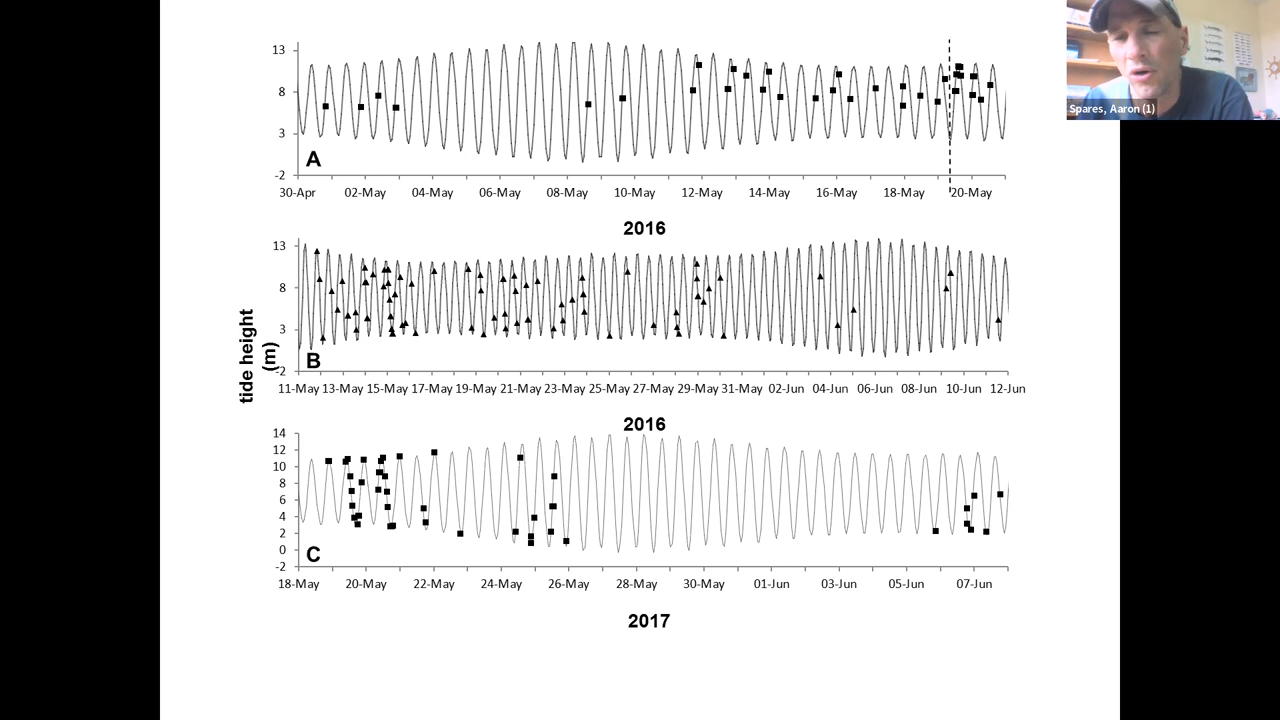 Spares, Aaron (1)
13
8
3
-2
A
30-Apr 02-May 04-May 06-May 08-May 10-May 12-May 14-May 16-May 18-May 20-May
2016
13
8
3
-2
B
11-May 13-May 15-May 17-May 19-May 21-May 23-May 25-May 27-May 29-May 31-May 02-Jun 04-Jun 06-Jun 08-Jun 10-Jun 12-Jun
tide height
(m)
2016
14
12
10
8
6
4
2
0
-2
C
18-May 20-May 22-May 24-May 26-May 28-May 30-May 01-Jun 03-Jun 05-Jun 07-Jun
2017